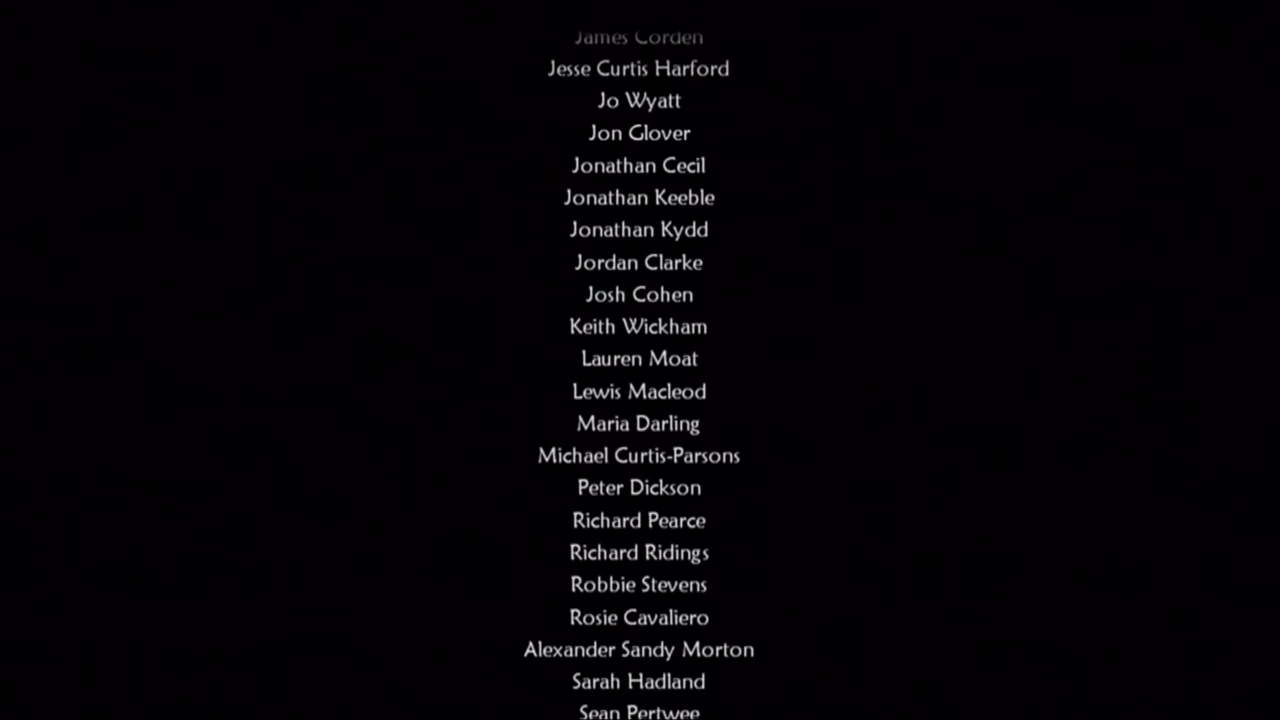 James Corden
Jesse Curtis Harford
Jo Wyatt
Jon Glover
Jonathan Cecil
Jonathan Keeble
Jonathan Kydd
Jordan Clarke
Josh Cohen
Keith Wickham
Lauren Moat
Lewis Macleod
Maria Darling
Michael Curtis-Parsons
Peter Dickson
Richard Pearce
Richard Ridings
Robbie Stevens
Rosie Cavaliero
Alexander Sandy Morton
Sarah Hadland
Sean Pertwee